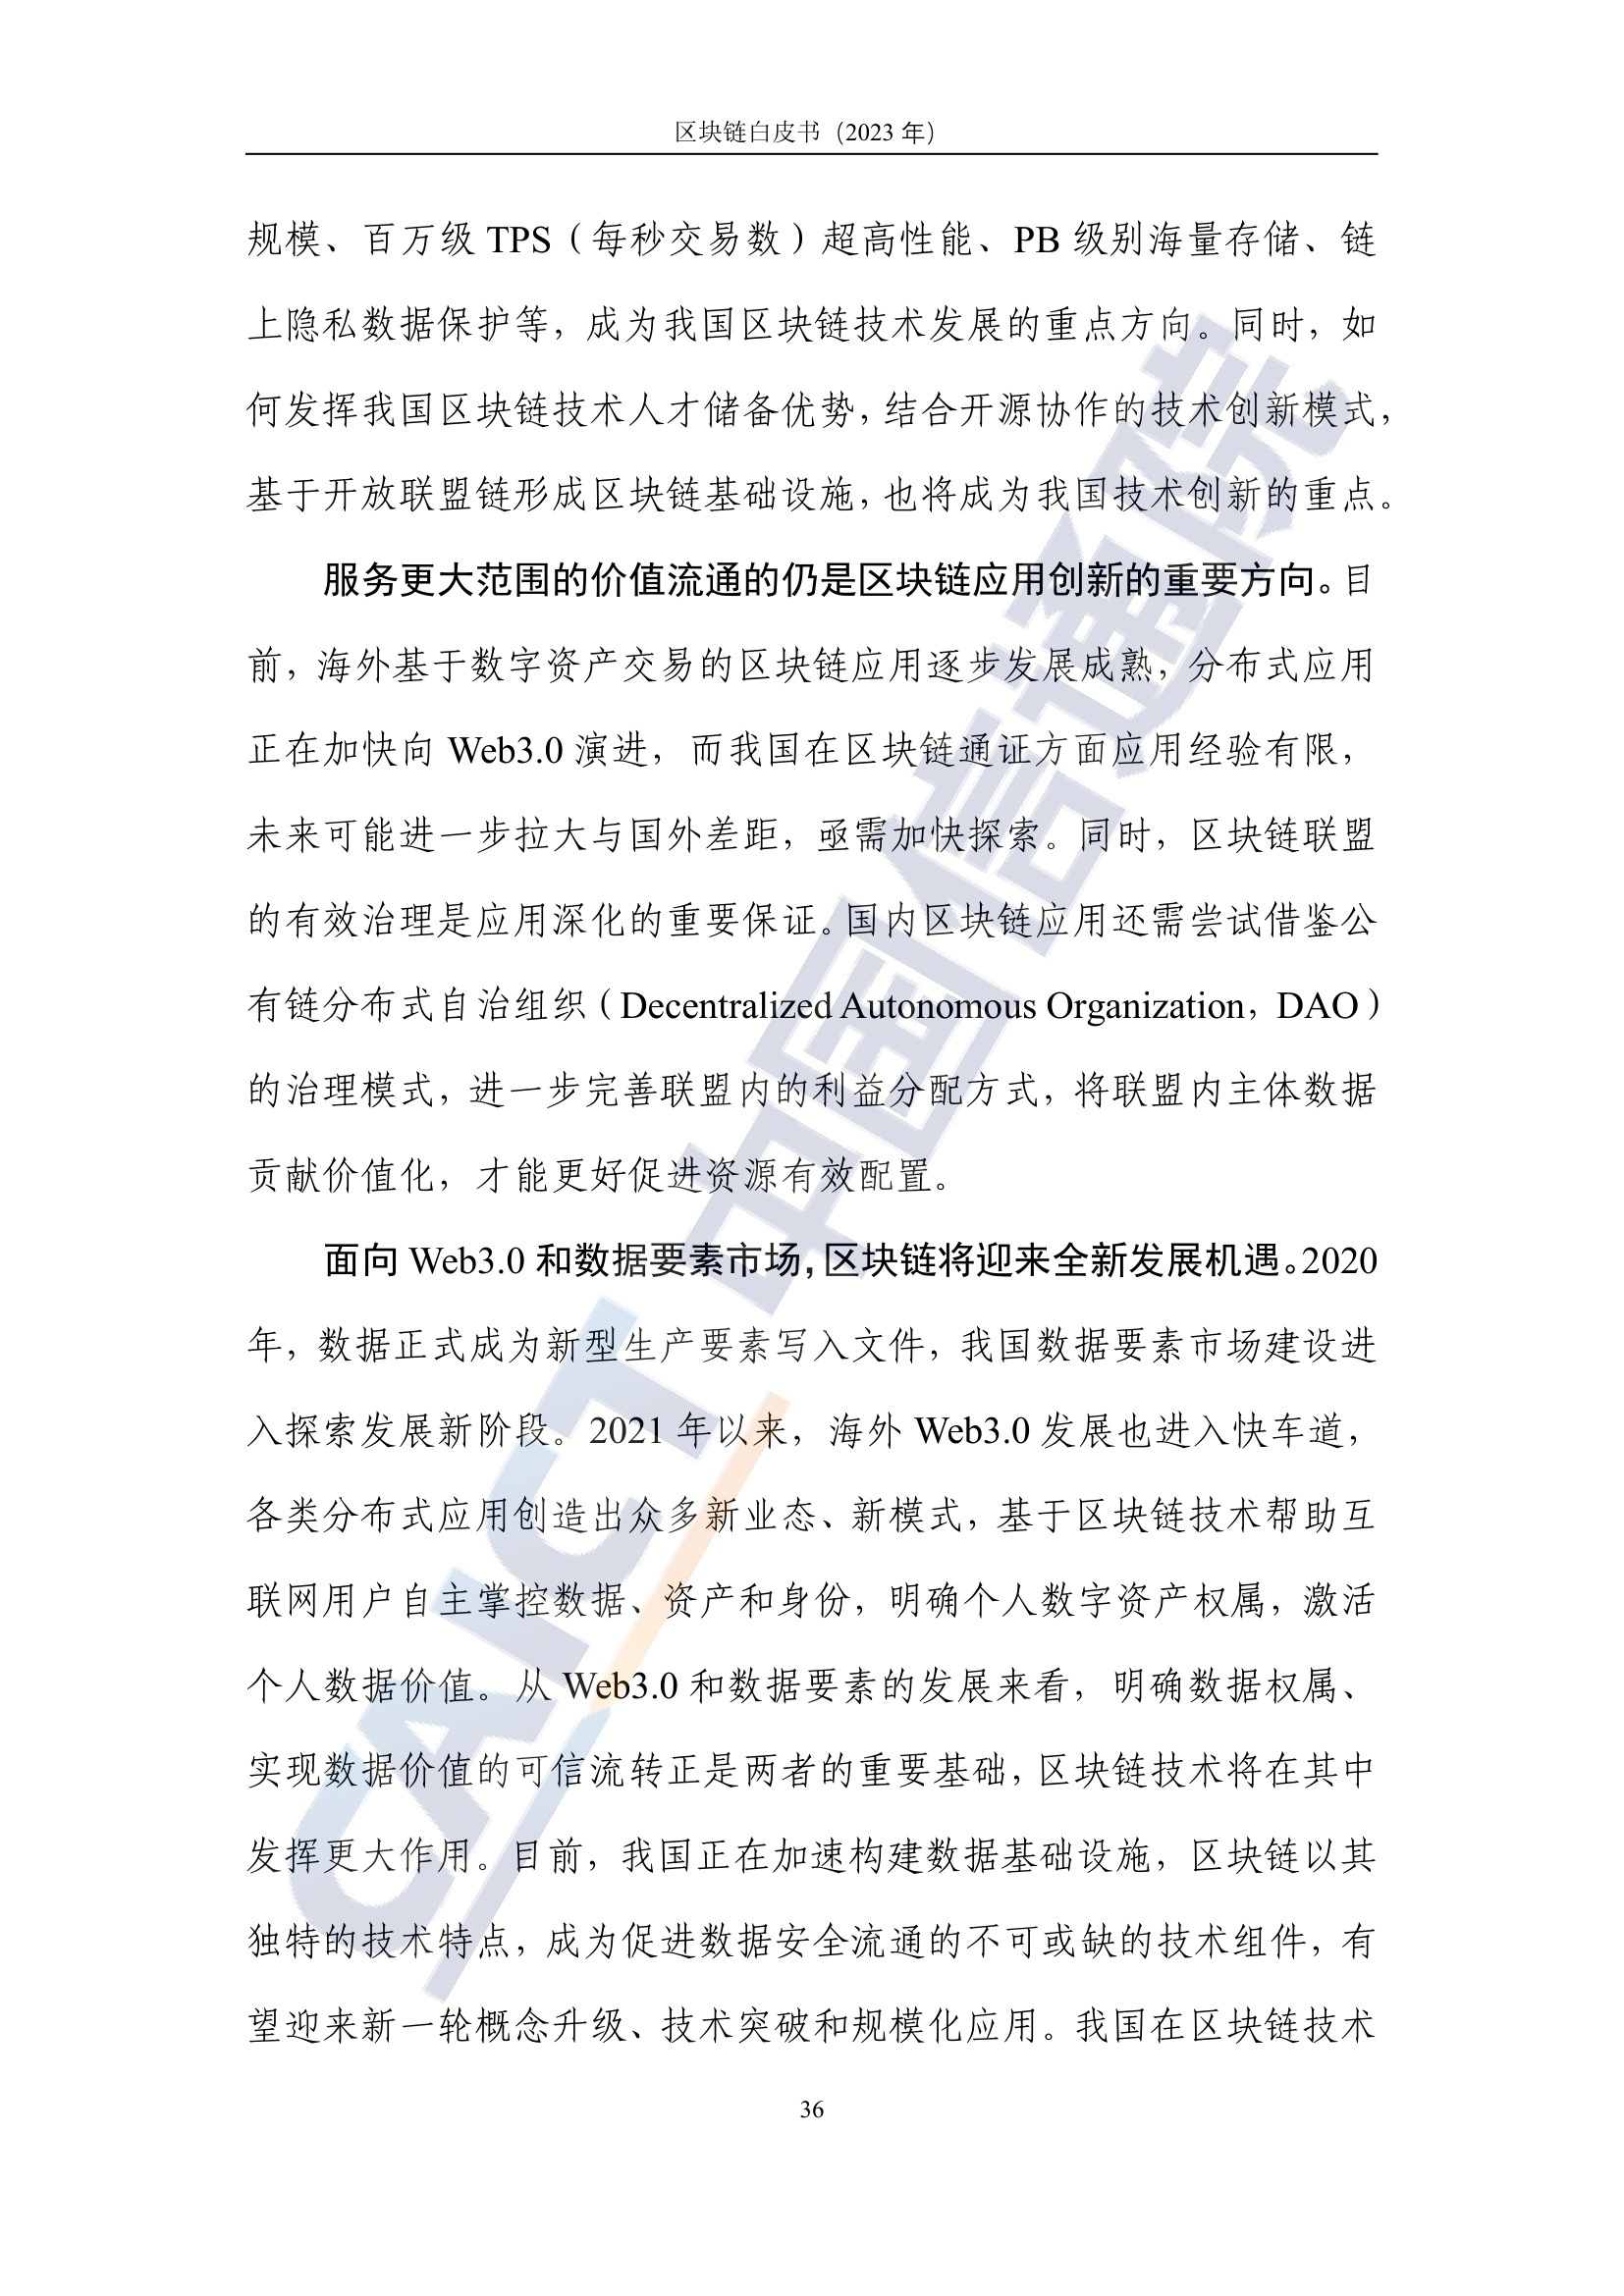 区块链白皮书（2023 年）
规模、百万级 TPS（每秒交易数）超高性能、PB 级别海量存储、链
上隐私数据保护等，成为我国区块链技术发展的重点方向。同时，如
何发挥我国区块链技术人才储备优势，结合开源协作的技术创新模式，
基于开放联盟链形成区块链基础设施，也将成为我国技术创新的重点。
服务更大范围的价值流通的仍是区块链应用创新的重要方向。目
前，海外基于数字资产交易的区块链应用逐步发展成熟，分布式应用
正在加快向 Web3.0 演进，而我国在区块链通证方面应用经验有限，
未来可能进一步拉大与国外差距，亟需加快探索。同时，区块链联盟
的有效治理是应用深化的重要保证。国内区块链应用还需尝试借鉴公
有链分布式自治组织（Decentralized Autonomous Organization，DAO）
的治理模式，进一步完善联盟内的利益分配方式，将联盟内主体数据
贡献价值化，才能更好促进资源有效配置。
面向 Web3.0 和数据要素市场，区块链将迎来全新发展机遇。2020
年，数据正式成为新型生产要素写入文件，我国数据要素市场建设进
入探索发展新阶段。2021 年以来，海外 Web3.0 发展也进入快车道，
各类分布式应用创造出众多新业态、新模式，基于区块链技术帮助互
联网用户自主掌控数据、资产和身份，明确个人数字资产权属，激活
个人数据价值。从 Web3.0 和数据要素的发展来看，明确数据权属、
实现数据价值的可信流转正是两者的重要基础，区块链技术将在其中
发挥更大作用。目前，我国正在加速构建数据基础设施，区块链以其
独特的技术特点，成为促进数据安全流通的不可或缺的技术组件，有
望迎来新一轮概念升级、技术突破和规模化应用。我国在区块链技术
36
CAICT 中国信通院